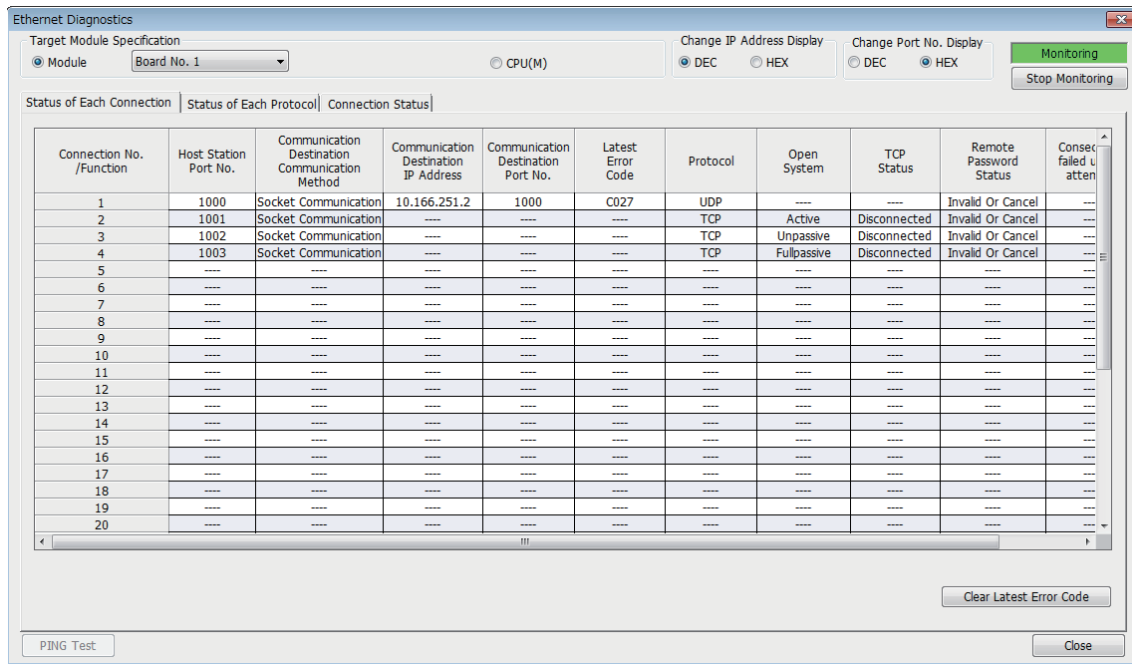 Ethernet Diagnostics
Target Module Specification
Module Board No. 1 CPU(M)
Change IP Address Display
DEC HEX
Change Port No. Display
DEC HEX
Monitoring
Stop Monitoring
Status of Each Connection Status of Each Protocol Connection Status
Connection No.
/Function
Host Station
Port No.
Communication
Destination
Communication
Method
Communication
Destination
IP Address
Communication
Destination
Port No.
Latest
Error
Code
Protocol
Open
System
TCP
Status
Remote
Password
Status
Consec
failed u
atten
1 1000 Socket Communication 10.166.251.2 1000 C027 UDP ---- ---- Invalid Or Cancel ---
2 1001 Socket Communication ---- ---- ---- TCP Active Disconnected Invalid Or Cancel ---
3 1002 Socket Communication ---- ---- ---- TCP Unpassive Disconnected Invalid Or Cancel ---
4 1003 Socket Communication ---- ---- ---- TCP Fullpassive Disconnected Invalid Or Cancel ---
5 ---- ---- ---- ---- ---- ---- ---- ---- ---- ---
6 ---- ---- ---- ---- ---- ---- ---- ---- ---- ---
7 ---- ---- ---- ---- ---- ---- ---- ---- ---- ---
8 ---- ---- ---- ---- ---- ---- ---- ---- ---- ---
9 ---- ---- ---- ---- ---- ---- ---- ---- ---- ---
10 ---- ---- ---- ---- ---- ---- ---- ---- ---- ---
11 ---- ---- ---- ---- ---- ---- ---- ---- ---- ---
12 ---- ---- ---- ---- ---- ---- ---- ---- ---- ---
13 ---- ---- ---- ---- ---- ---- ---- ---- ---- ---
14 ---- ---- ---- ---- ---- ---- ---- ---- ---- ---
15 ---- ---- ---- ---- ---- ---- ---- ---- ---- ---
16 ---- ---- ---- ---- ---- ---- ---- ---- ---- ---
17 ---- ---- ---- ---- ---- ---- ---- ---- ---- ---
18 ---- ---- ---- ---- ---- ---- ---- ---- ---- ---
19 ---- ---- ---- ---- ---- ---- ---- ---- ---- ---
20 ---- ---- ---- ---- ---- ---- ---- ---- ---- ---
Clear Latest Error Code
PING Test Close